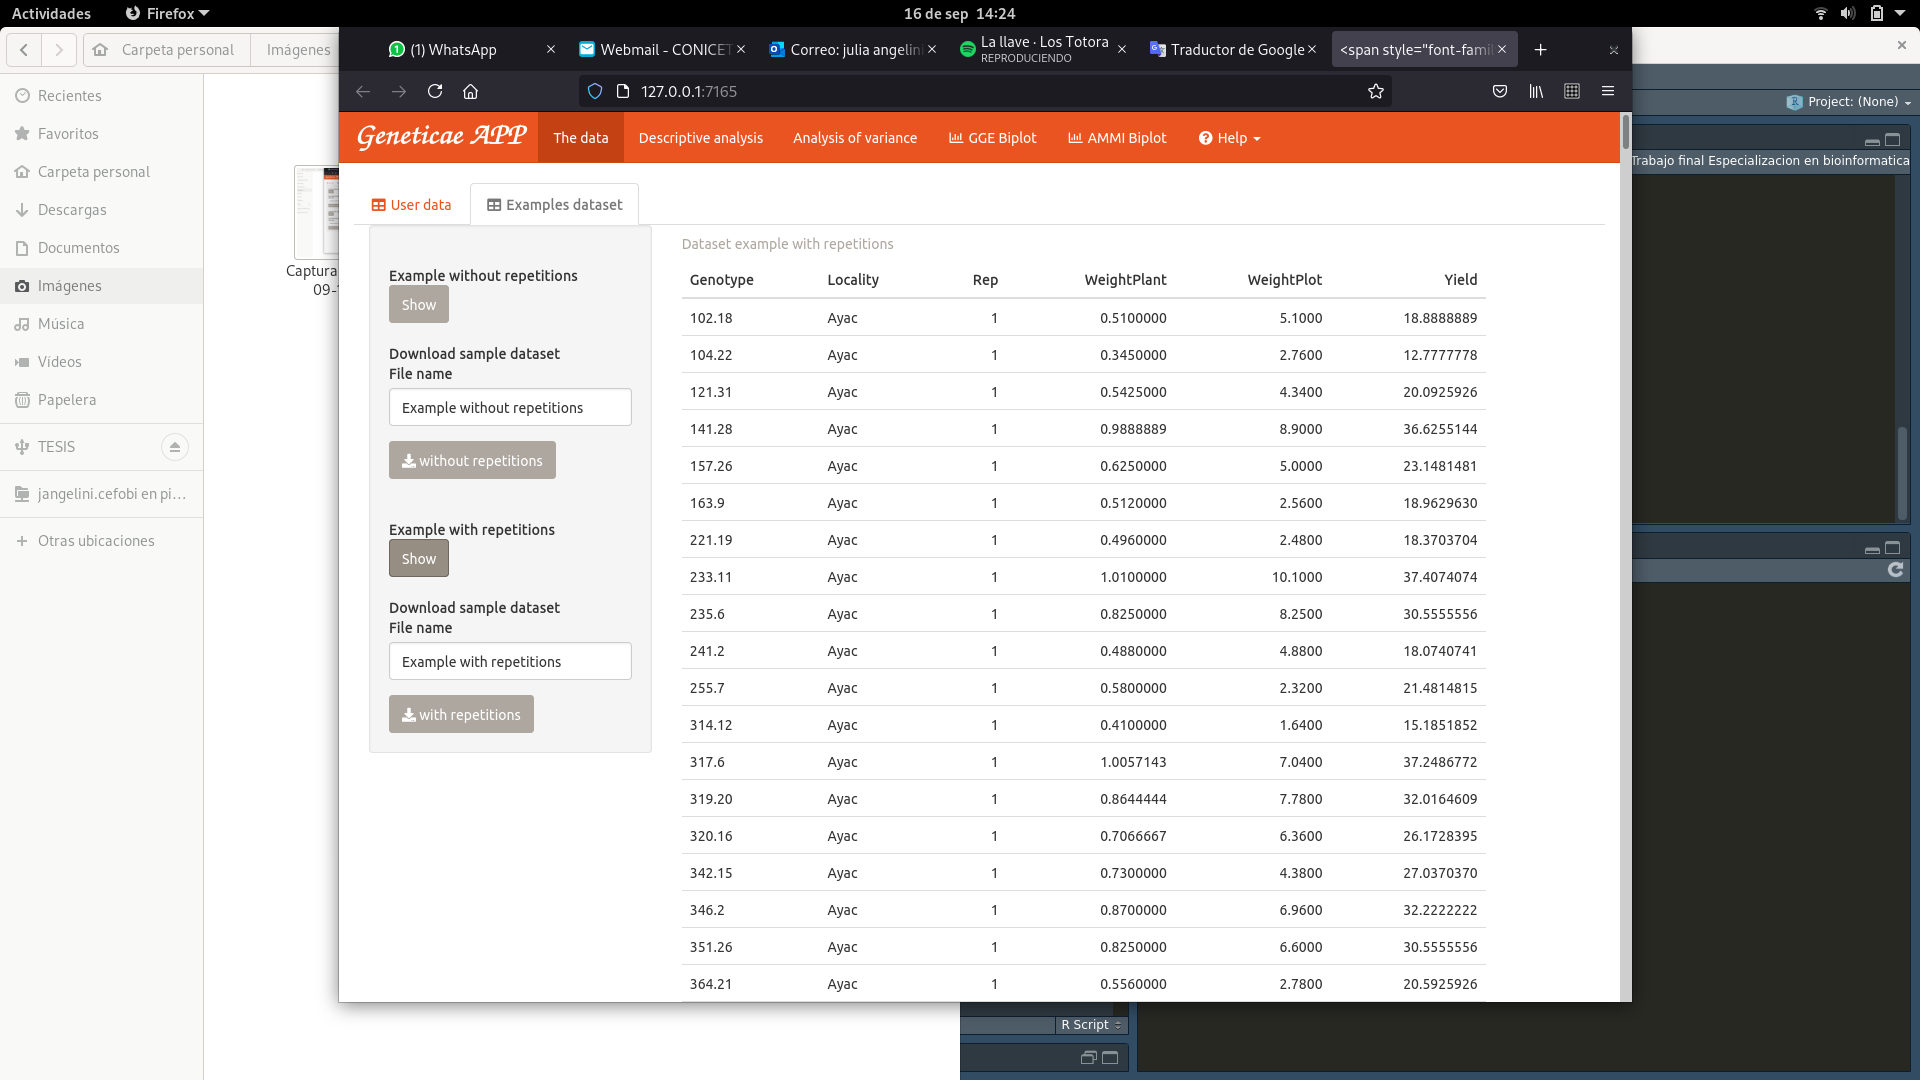 Actividades
Firefox
16 de sep 14:24
Carpeta personal
Imágenes
(1) WhatsApp
Webmail - CONICET
Correo: julia angelini
La llave · Los Totora
REPRODUCIENDO
Traductor de Google
<span style="font-famil
127.0.0.1:7165
Project: (None)
Trabajo final Especializacion en bioinformatica
Recientes
Favoritos
Carpeta personal
Descargas
Documentos
Imágenes
Música
Vídeos
Papelera
TESIS
jangelini.cefobi en pi...
Otras ubicaciones
Captura
09-1
Geneticae APP
The data
Descriptive analysis
Analysis of variance
GGE Biplot
AMMI Biplot
Help
User data
Examples dataset
Example without repetitions
Show
Download sample dataset
File name
Example without repetitions
without repetitions
Example with repetitions
Show
Download sample dataset
File name
Example with repetitions
with repetitions
Dataset example with repetitions
Genotype Locality Rep WeightPlant WeightPlot Yield
102.18 Ayac 1 0.5100000 5.1000 18.8888889
104.22 Ayac 1 0.3450000 2.7600 12.7777778
121.31 Ayac 1 0.5425000 4.3400 20.0925926
141.28 Ayac 1 0.9888889 8.9000 36.6255144
157.26 Ayac 1 0.6250000 5.0000 23.1481481
163.9 Ayac 1 0.5120000 2.5600 18.9629630
221.19 Ayac 1 0.4960000 2.4800 18.3703704
233.11 Ayac 1 1.0100000 10.1000 37.4074074
235.6 Ayac 1 0.8250000 8.2500 30.5555556
241.2 Ayac 1 0.4880000 4.8800 18.0740741
255.7 Ayac 1 0.5800000 2.3200 21.4814815
314.12 Ayac 1 0.4100000 1.6400 15.1851852
317.6 Ayac 1 1.0057143 7.0400 37.2486772
319.20 Ayac 1 0.8644444 7.7800 32.0164609
320.16 Ayac 1 0.7066667 6.3600 26.1728395
342.15 Ayac 1 0.7300000 4.3800 27.0370370
346.2 Ayac 1 0.8700000 6.9600 32.2222222
351.26 Ayac 1 0.8250000 6.6000 30.5555556
364.21 Ayac 1 0.5560000 2.7800 20.5925926
R Script